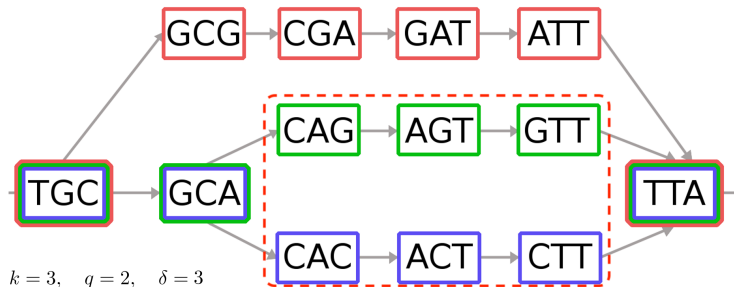 GCG CGA GAT ATT
CAG AGT GTT
TGC GCA TTA
CAC ACT CTT
k = 3, q = 2, δ = 3